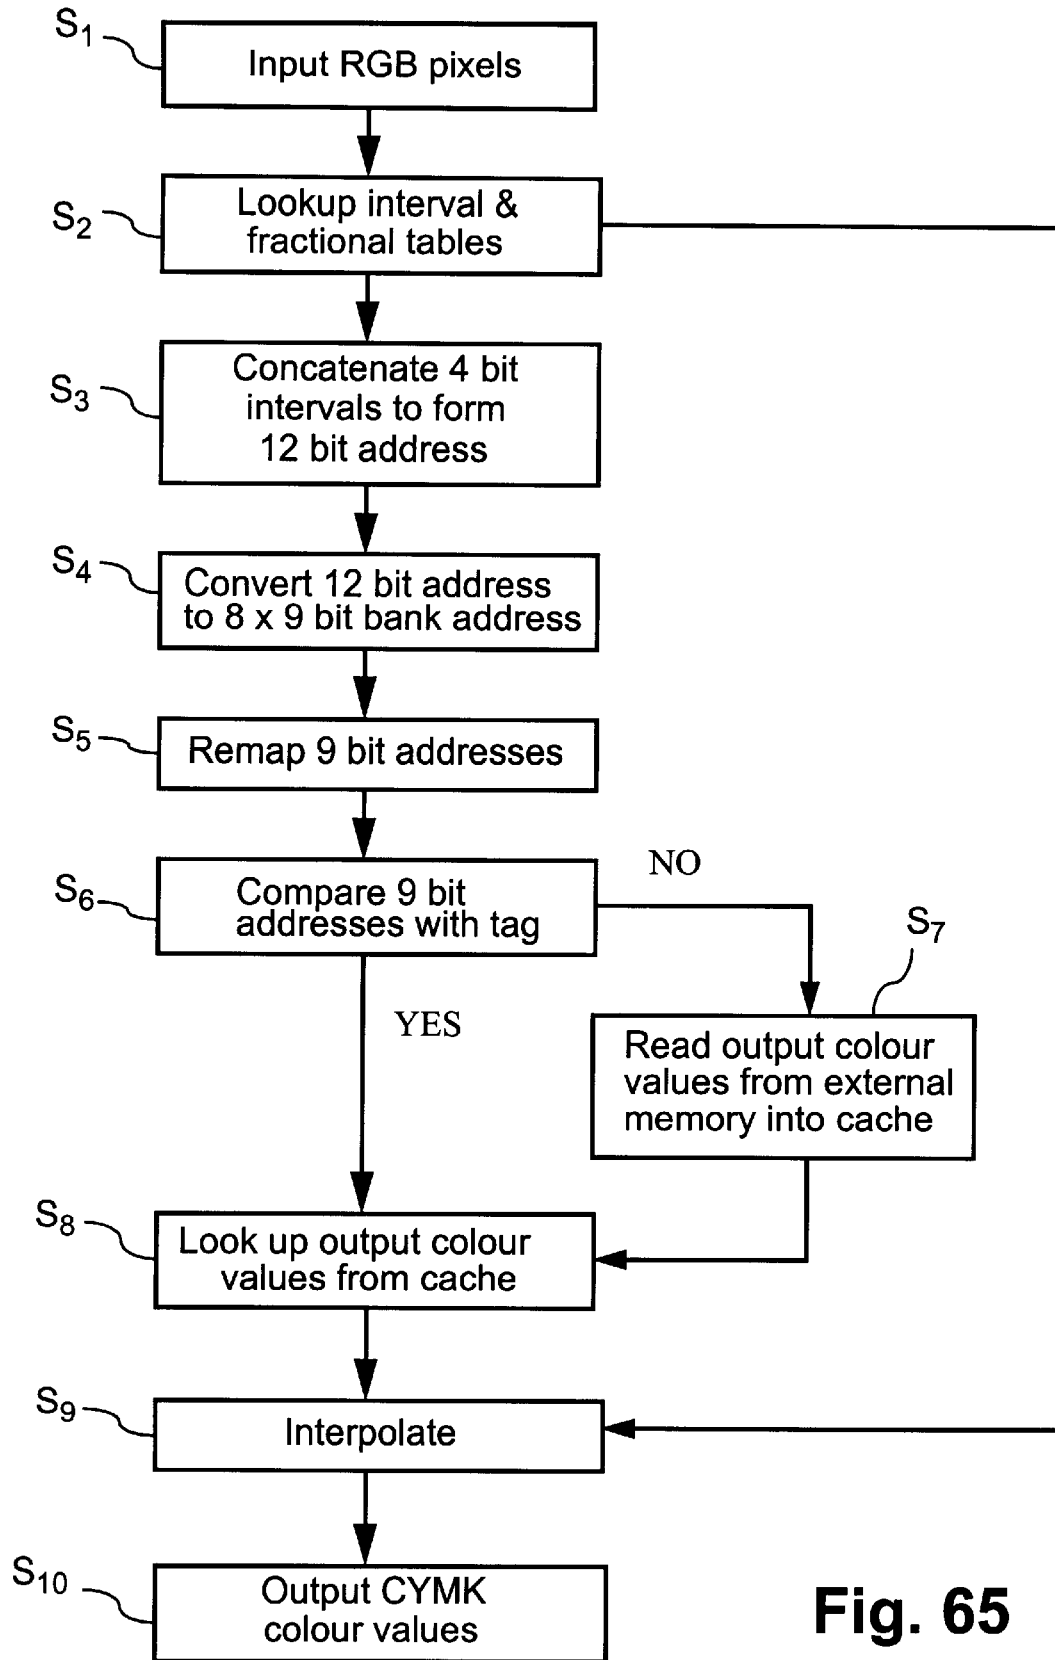 S1
Input RGB pixels
S2
Lookup interval &
fractional tables
S3
Concatenate 4 bit
intervals to form
12 bit address
S4
Convert 12 bit address
to 8 x 9 bit bank address
S5
Remap 9 bit addresses
S6
Compare 9 bit
addresses with tag
NO
YES
S7
Read output colour
values from external
memory into cache
S8
Look up output colour
values from cache
S9
Interpolate
S10
Output CYMK
colour values
Fig. 65